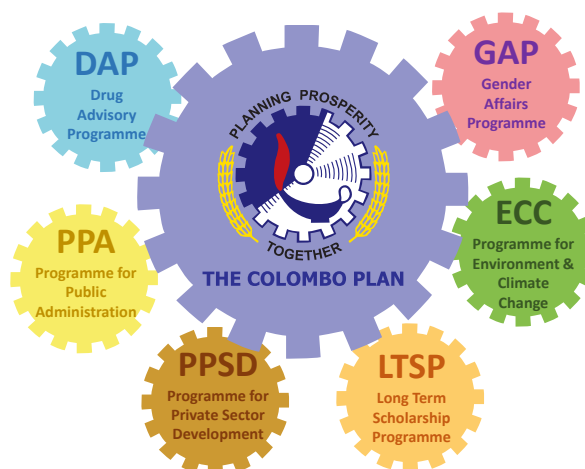 DAP
Drug
Advisory
Programme
GAP
Gender
Affairs
Programme
PLANNING PROSPERITY
TOGETHER
THE COLOMBO PLAN
PPA
Programme for
Public
Administration
ECC
Programme for
Environment &
Climate
Change
PPSD
Programme for
Private Sector
Development
LTSP
Long Term
Scholarship
Programme